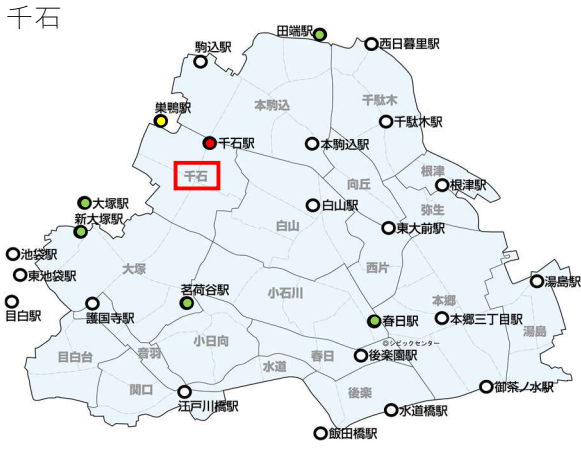 千石
田端駅
西日暮里駅
駒込駅
本駒込
千駄木
巣鴨駅
千駄木駅
千石駅
本駒込駅
千石
向丘
根津
根津駅
大塚駅
白山駅
弥生
新大塚駅
白山
東大前駅
池袋駅
大塚
西片
東池袋駅
湯島駅
茗荷谷駅
小石川
本郷
目白駅
護国寺駅
春日駅
本郷三丁目駅
湯島
小日向
◎シビックセンター
目白台
音羽
春日
後楽園駅
水道
関口
後楽
御茶ノ水駅
江戸川橋駅
水道橋駅
飯田橋駅